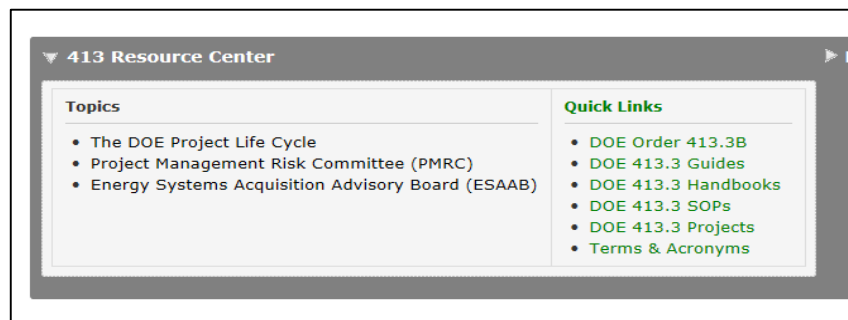 413 Resource Center
Topics
The DOE Project Life Cycle
Project Management Risk Committee (PMRC)
Energy Systems Acquisition Advisory Board (ESAAB)
Quick Links
DOE Order 413.3B
DOE 413.3 Guides
DOE 413.3 Handbooks
DOE 413.3 SOPs
DOE 413.3 Projects
Terms & Acronyms